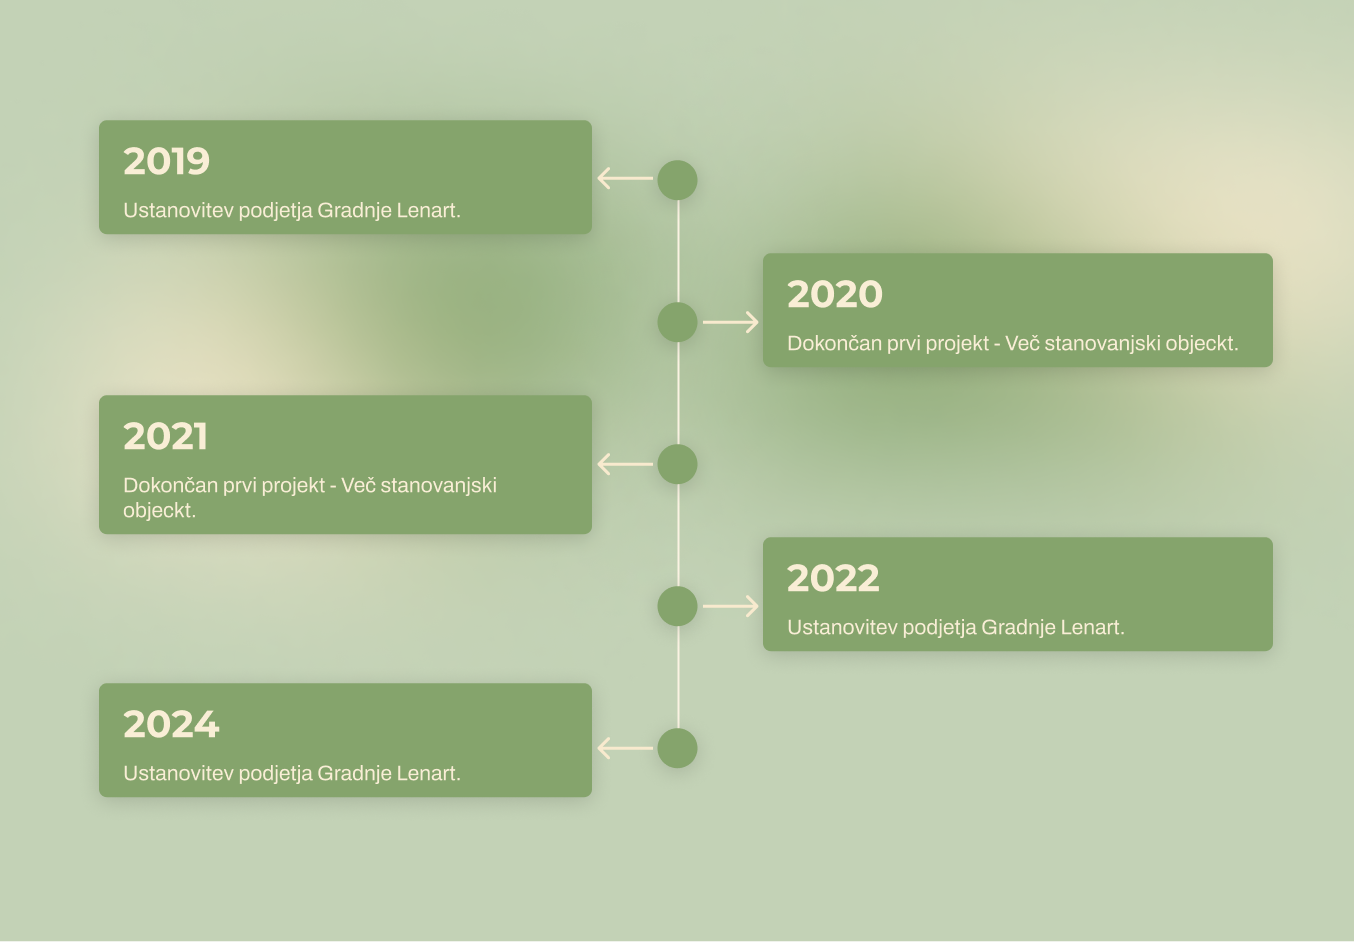 2019
Ustanovitev podjetja Gradnje Lenart.
2020
Dokončan prvi projekt - Več stanovanjski objeckt.
2021
Dokončan prvi projekt - Več stanovanjski
objeckt.
2022
Ustanovitev podjetja Gradnje Lenart.
2024
Ustanovitev podjetja Gradnje Lenart.